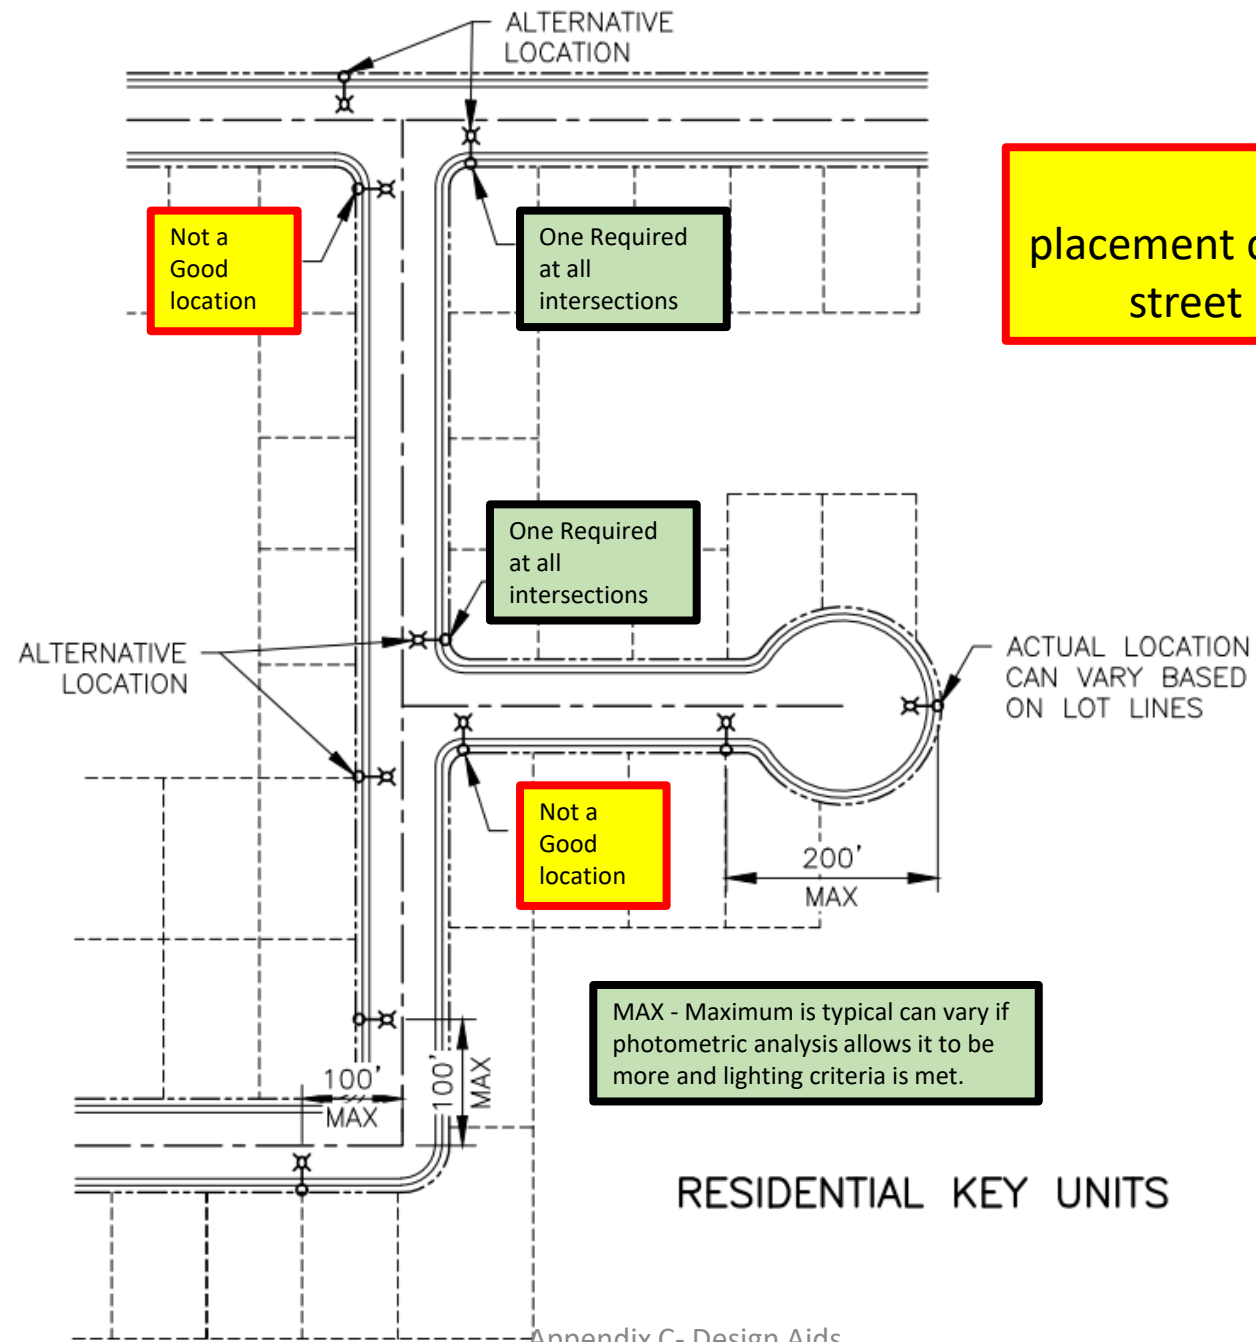 ALTERNATIVE
LOCATION
placement
street
Not a
Good
location
One Required
at all
intersections
One Required
at all
intersections
ALTERNATIVE
LOCATION
ACTUAL LOCATION
CAN VARY BASED
ON LOT LINES
Not a
Good
location
200'
MAX
MAX - Maximum is typical can vary if
photometric analysis allows it to be
more and lighting criteria is met.
100'
MAX
100'
MAX
RESIDENTIAL KEY UNITS
Appendix C- Design Aids